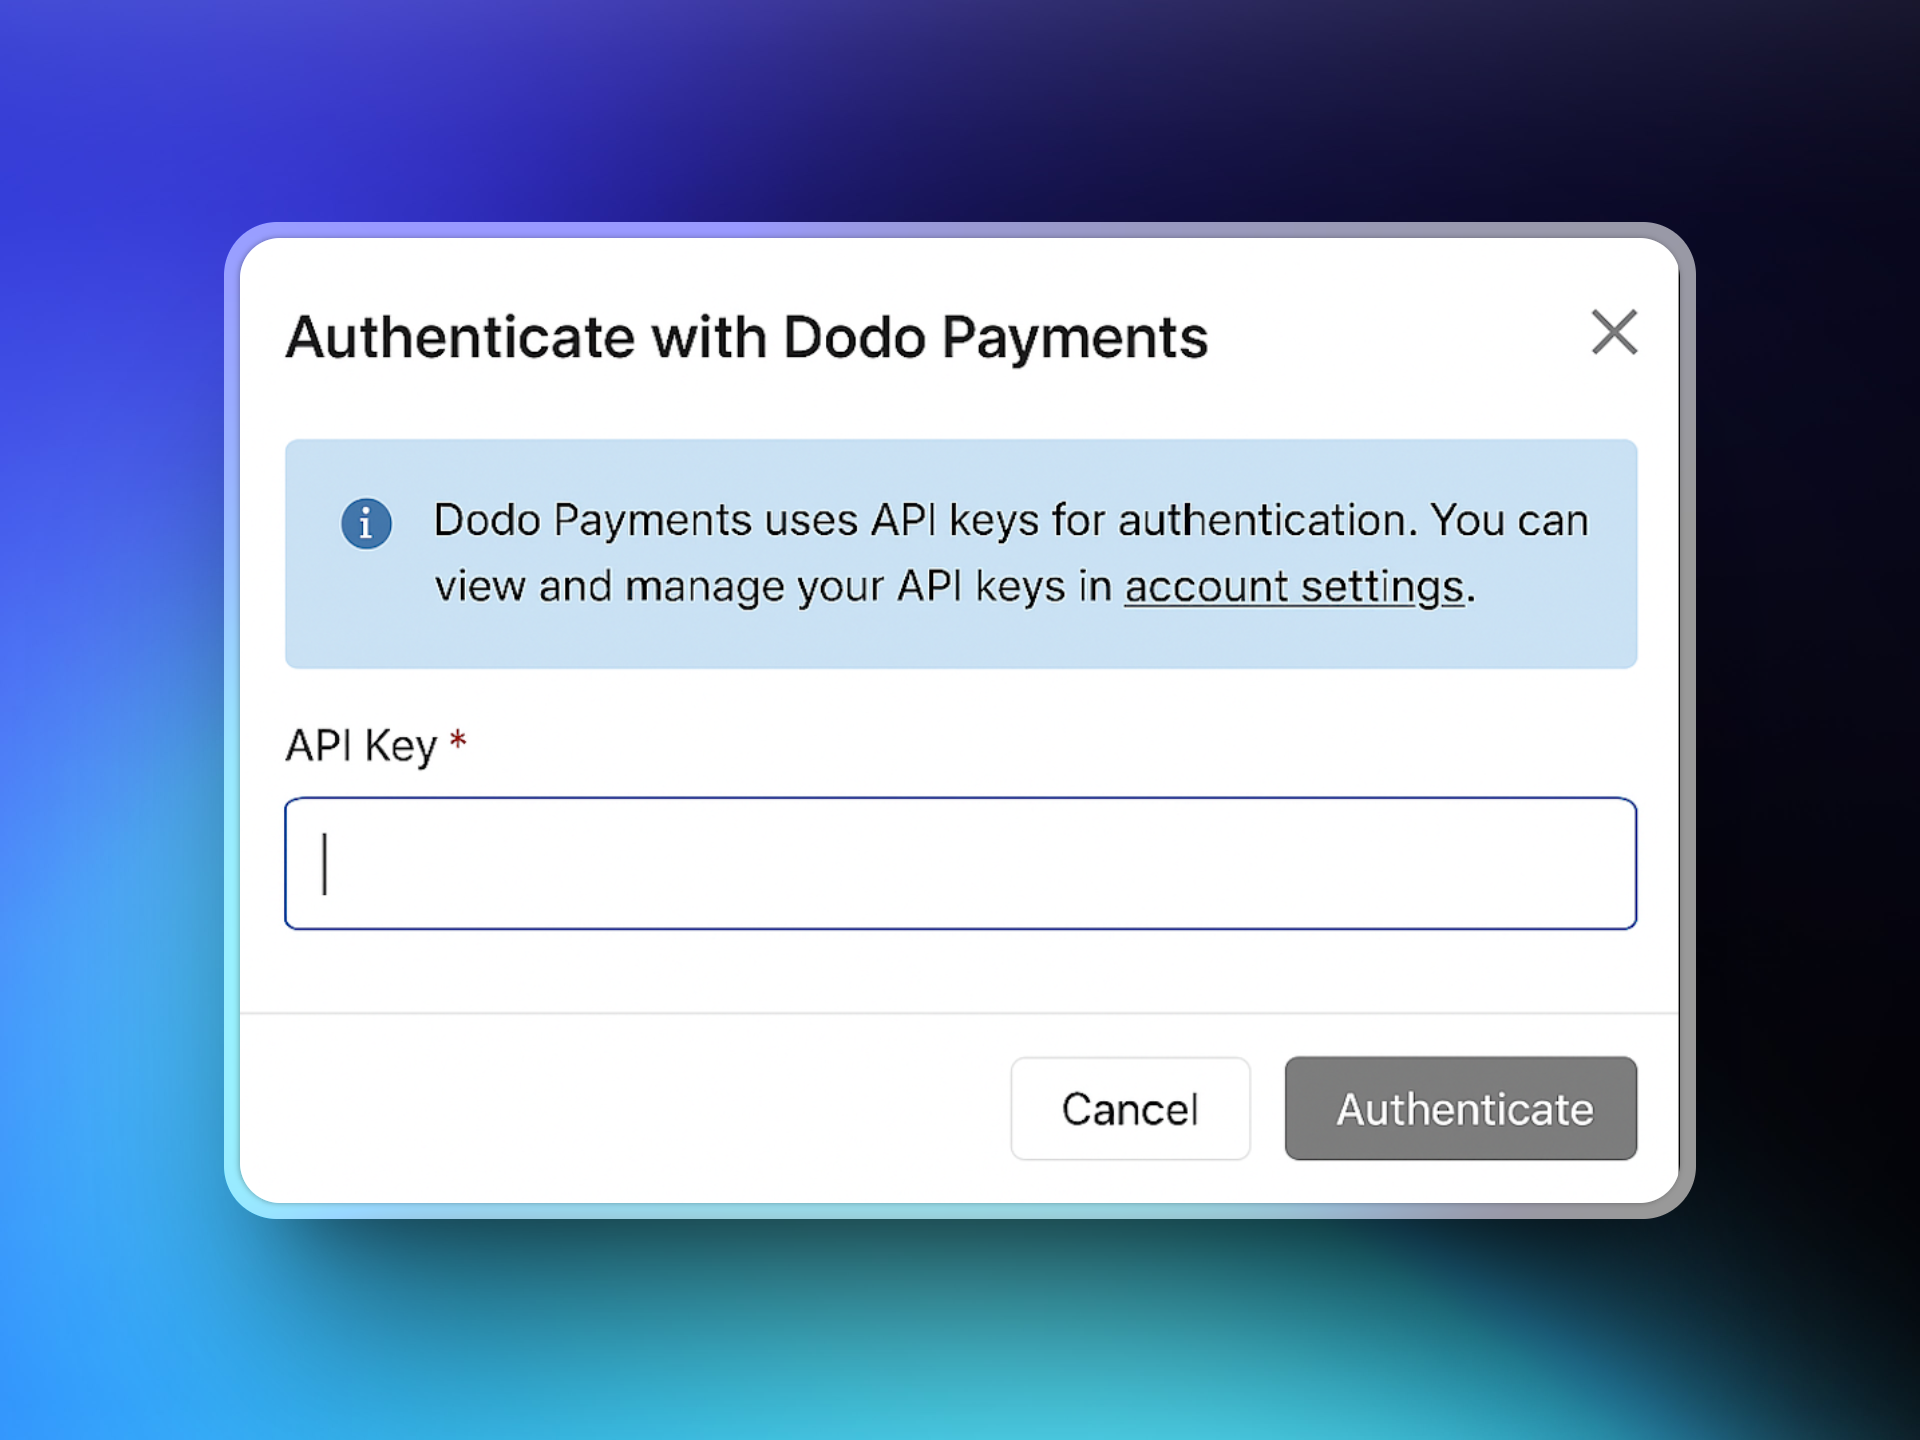 Authenticate with Dodo Payments
Dodo Payments uses API keys for authentication. You can
view and manage your API keys in account settings.
API Key *
Cancel
Authenticate